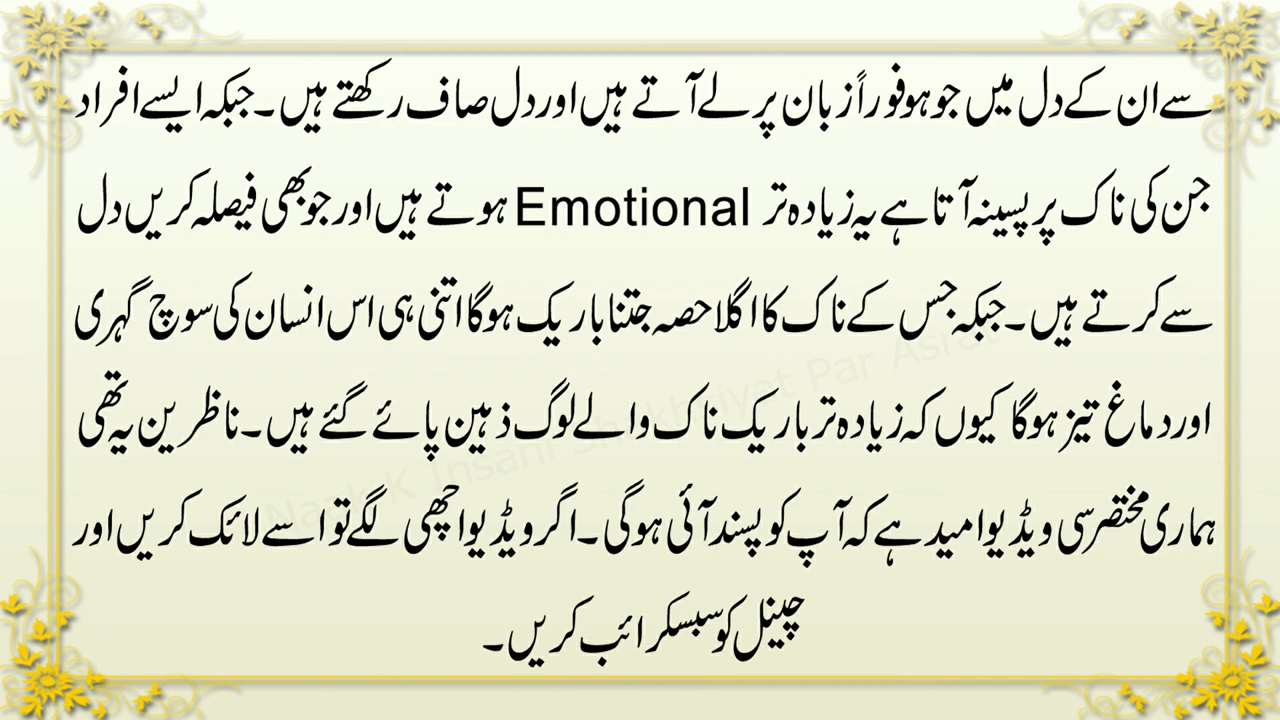 سے ان کے دل میں جو ہو فوراً زبان پر لے آتے ہیں اور دل صاف رکھتے ہیں۔ جبکہ ایسے افراد
جن کی ناک پر پسینہ آتا ہے یہ زیادہ تر Emotional ہوتے ہیں اور جو بھی فیصلہ کریں دل
سے کرتے ہیں۔ جبکہ جس کے ناک کا اگلا حصہ جتنا باریک ہوگا اتنی ہی اس انسان کی سوچ گہری
اور دماغ تیز ہوگا کیوں کہ زیادہ تر باریک ناک والے لوگ ذہین پائے گئے ہیں۔ ناظرین یہ تھی
ہماری مختصر سی ویڈیو امید ہے کہ آپ کو پسند آئی ہوگی۔ اگر ویڈیو اچھی لگے تو اسے لائک کریں اور
چینل کو سبسکرائب کریں۔
Naak K Insani Shakhsiyat Par Asrat